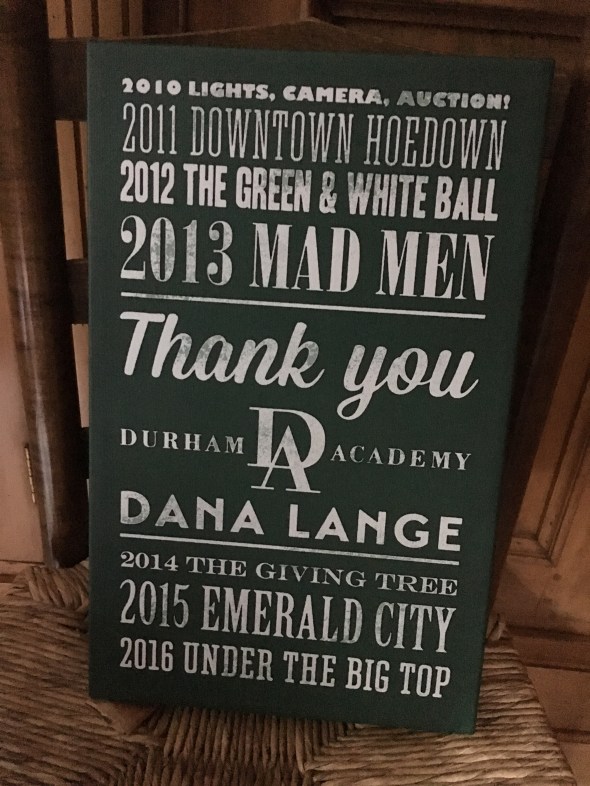 2010 LIGHTS, CAMERA, AUCTION!
2011 DOWNTOWN HOEDOWN
2012 THE GREEN & WHITE BALL
2013 MAD MEN
Thank you
DURHAM DA ACADEMY
DANA LANGE
2014 THE GIVING TREE
2015 EMERALD CITY
2016 UNDER THE BIG TOP